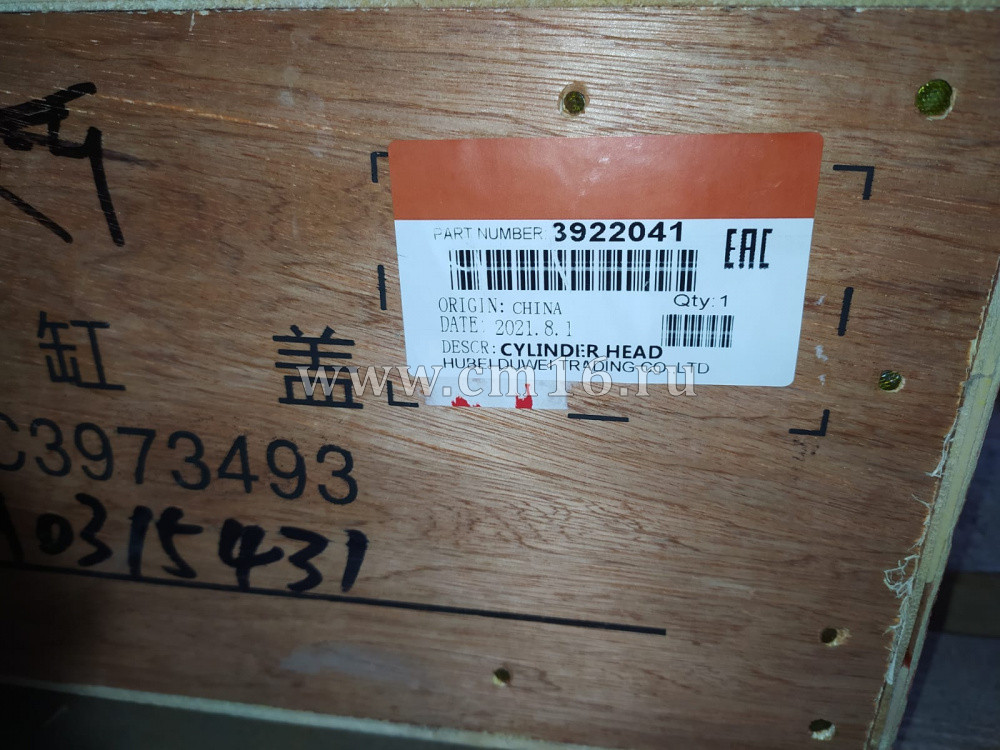 PART NUMBER 3922041
EAC
ORIGIN: CHINA
Qty: 1
DATE: 2021.8.1
DESCR: CYLINDER HEAD
HUBEI DUWEI TRADING CO.,LTD
www.cm16.ru
缸 盖
C3973493
0315431